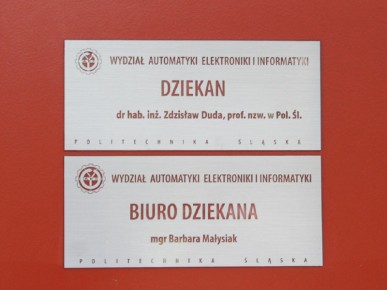 WYDZIAŁ AUTOMATYKI ELEKTRONIKI I INFORMATYKI
DZIEKAN
dr hab. inż. Zdzisław Duda, prof. nzw. w Pol. Śl.
POLITECHNIKA ŚLĄSKA
WYDZIAŁ AUTOMATYKI ELEKTRONIKI I INFORMATYKI
BIURO DZIEKANA
mgr Barbara Małysiak
POLITECHNIKA ŚLĄSKA